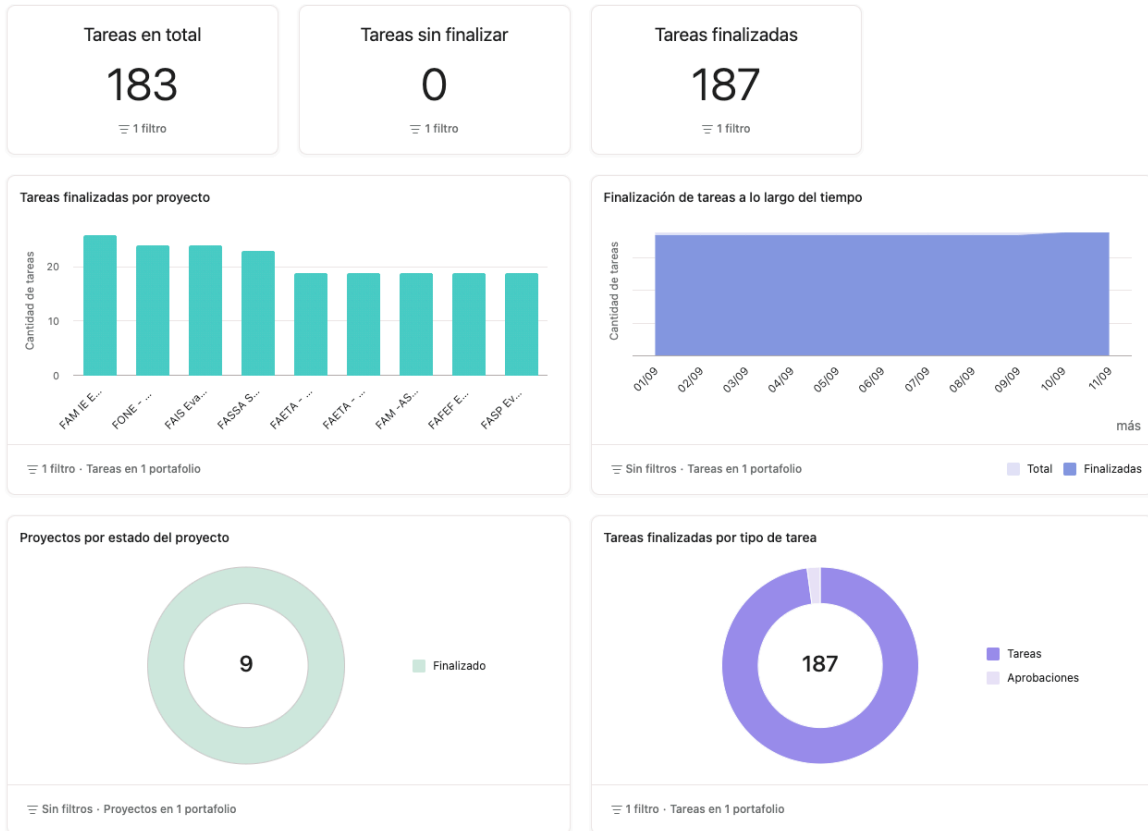 Tareas en total
183
1 filtro
Tareas sin finalizar
0
1 filtro
Tareas finalizadas
187
1 filtro
Tareas finalizadas por proyecto
Cantidad de tareas
20
10
0
FAM IE E...
FONE - ...
FAIS Eva...
FASSA S...
FAETA - ...
FAETA - ...
FAM -AS...
FAFEF E...
FASP Ev...
1 filtro · Tareas en 1 portafolio
Finalización de tareas a lo largo del tiempo
Cantidad de tareas
01/09
02/09
03/09
04/09
05/09
06/09
07/09
08/09
09/09
10/09
11/09
más
Sin filtros · Tareas en 1 portafolio
Total
Finalizadas
Proyectos por estado del proyecto
9
Finalizado
Sin filtros · Proyectos en 1 portafolio
Tareas finalizadas por tipo de tarea
187
Tareas
Aprobaciones
1 filtro · Tareas en 1 portafolio